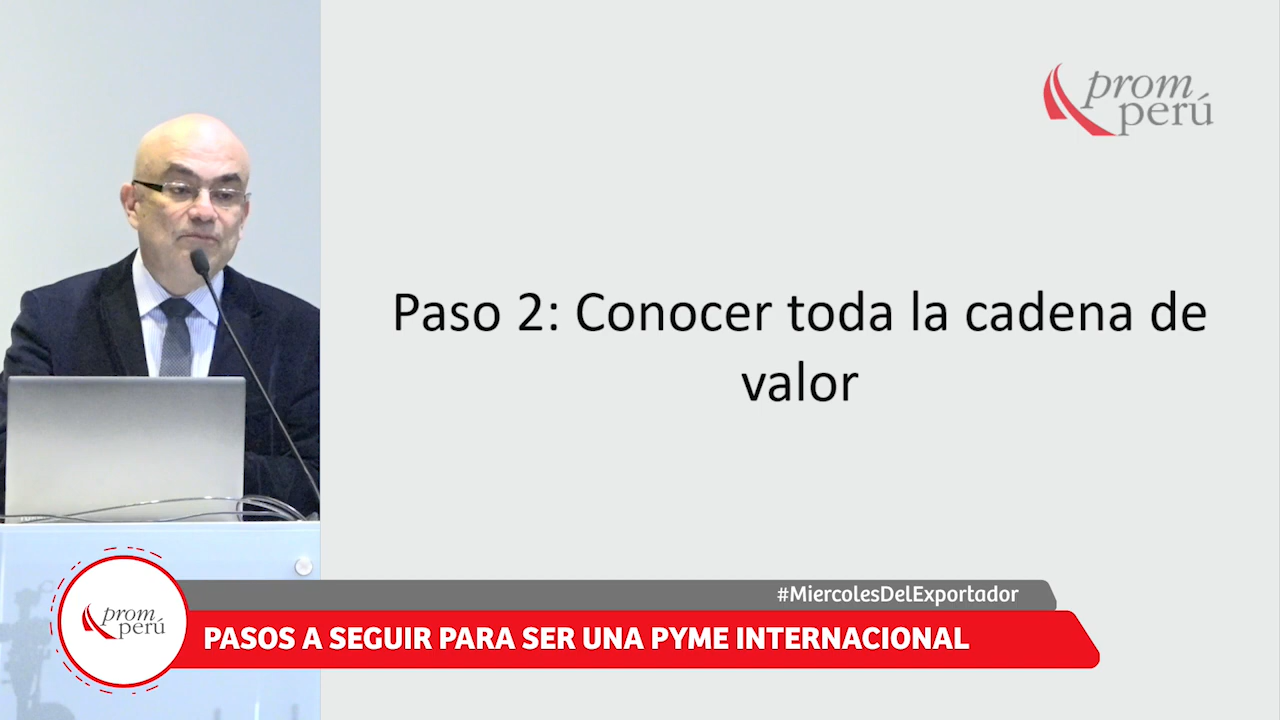 prom
perú
Paso 2: Conocer toda la cadena de
valor
#MiercolesDelExportador
prom
perú
PASOS A SEGUIR PARA SER UNA PYME INTERNACIONAL